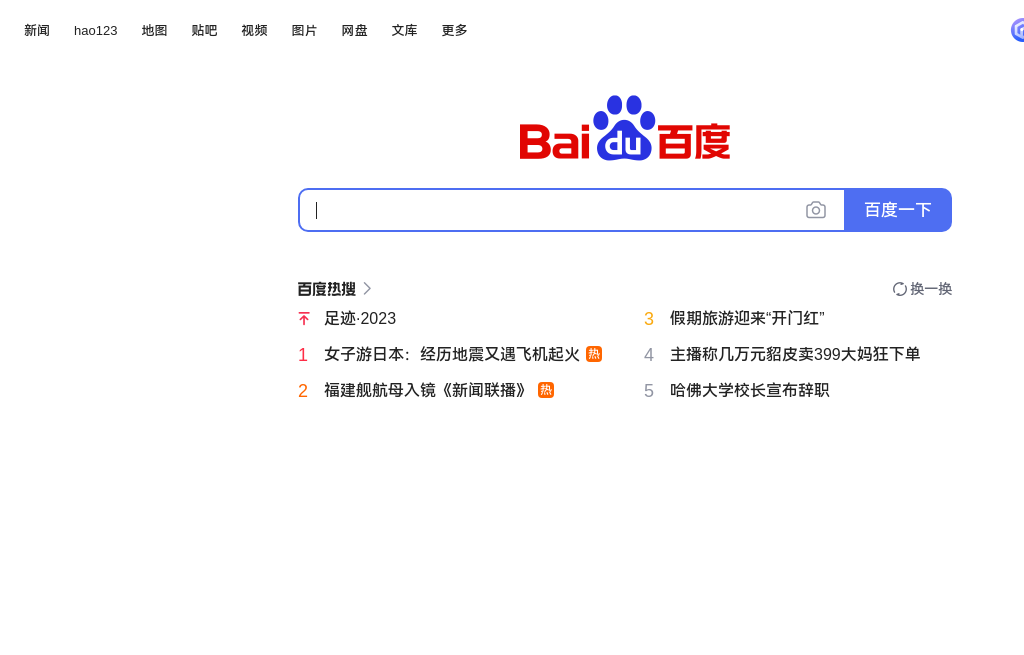 新闻 hao123 地图 贴吧 视频 图片 网盘 文库 更多
Bai du 百度
百度一下
百度热搜 换一换
足迹·2023
1 女子游日本：经历地震又遇飞机起火 热
2 福建舰航母入镜《新闻联播》 热
3 假期旅游迎来“开门红”
4 主播称几万元貂皮卖399大妈狂下单
5 哈佛大学校长宣布辞职